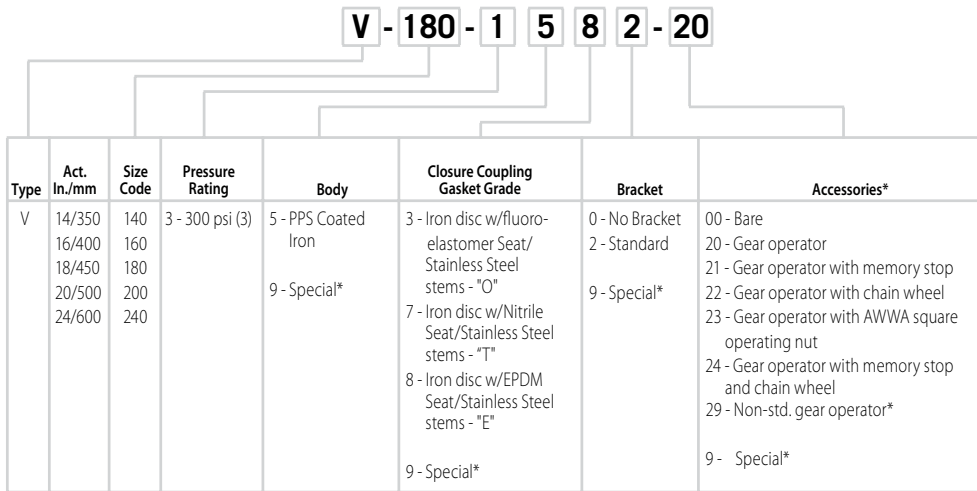 V - 180 - 1 5 8 2 - 20
Type
Act.
In./mm
Size
Code
Pressure
Rating
Body
Closure Coupling
Gasket Grade
Bracket
Accessories*
V
14/350
16/400
18/450
20/500
24/600
140
160
180
200
240
3 - 300 psi (3)
5 - PPS Coated
Iron
9 - Special*
3 - Iron disc w/fluoro-
elastomer Seat/
Stainless Steel
stems - "O"
7 - Iron disc w/Nitrile
Seat/Stainless Steel
stems - “T"
8 - Iron disc w/EPDM
Seat/Stainless Steel
stems - "E"
9 - Special*
0 - No Bracket
2 - Standard
9 - Special*
00 - Bare
20 - Gear operator
21 - Gear operator with memory stop
22 - Gear operator with chain wheel
23 - Gear operator with AWWA square
operating nut
24 - Gear operator with memory stop
and chain wheel
29 - Non-std. gear operator*
9 - Special*